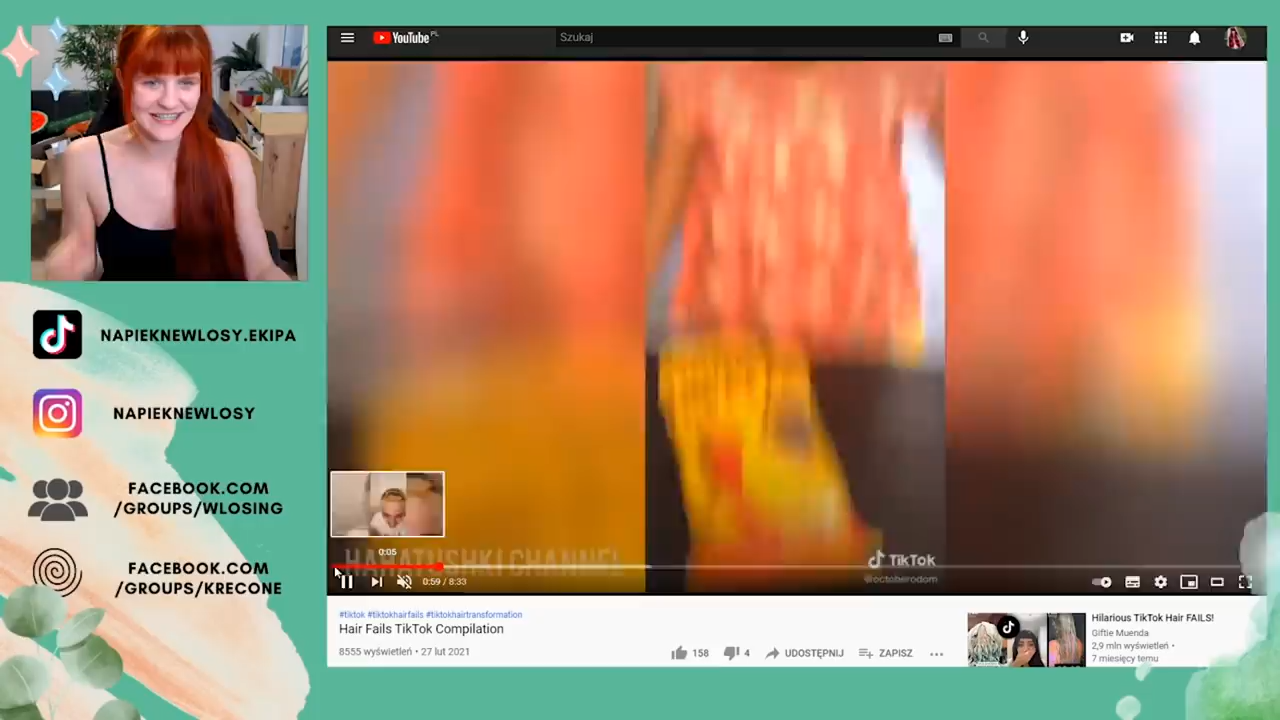 YouTube PL
Szukaj
NAPIEKNEWLOSY.EKIPA
NAPIEKNEWLOSY
FACEBOOK.COM
/GROUPS/WLOSING
FACEBOOK.COM
/GROUPS/KRECONE
0:05
HAHATUSHKI CHANNEL
TikTok
@octoberodom
0:59 / 8:33
#tiktok #tiktokhairfails #tiktokhairtransformation
Hair Fails TikTok Compilation
8555 wyświetleń • 27 lut 2021
158
4
UDOSTĘPNIJ
ZAPISZ
Hilarious TikTok Hair FAILS!
Giftie Muenda
2,9 mln wyświetleń •
7 miesięcy temu